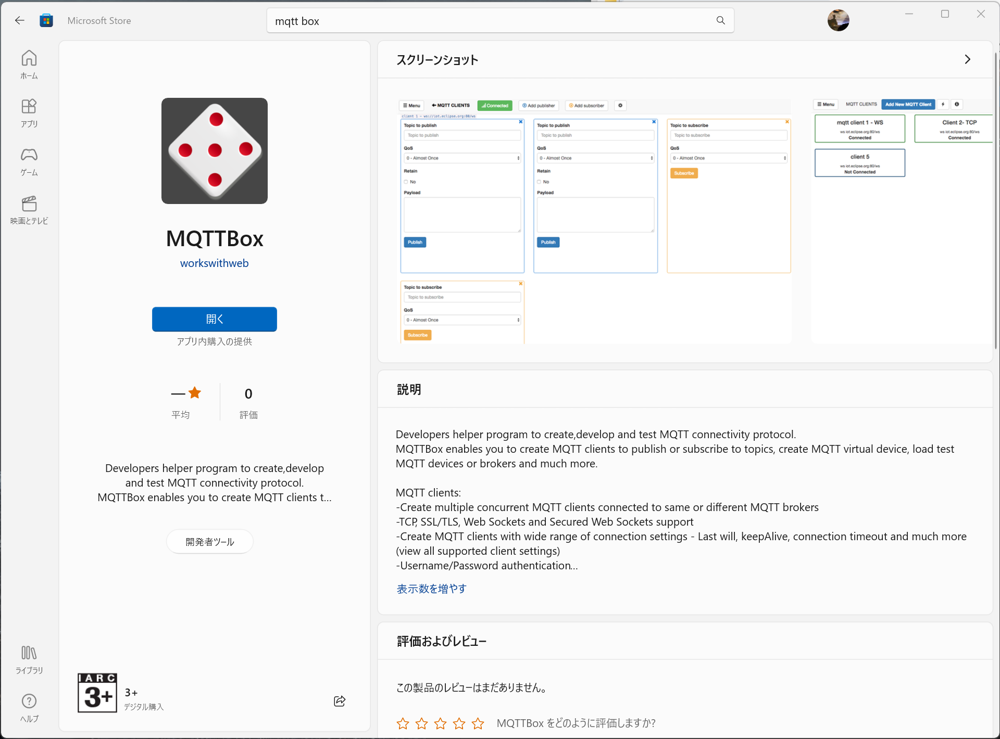 Microsoft Store
mqtt box
ホーム
アプリ
ゲーム
映画とテレビ
ライブラリ
ヘルプ
MQTTBox
workswithweb
開く
アプリ内購入の提供
—
平均
0
評価
Developers helper program to create,develop
and test MQTT connectivity protocol.
MQTTBox enables you to create MQTT clients t...
開発者ツール
IARC
3+
3+
デジタル購入
スクリーンショット
Menu
MQTT CLIENTS
Connected
Add publisher
Add subscriber
client 1 - ws://iot.eclipse.org:80/ws
Topic to publish
Topic to publish
QoS
0 - Almost Once
Retain
No
Payload
Publish
Topic to publish
Topic to publish
QoS
0 - Almost Once
Retain
No
Payload
Publish
Topic to subscribe
Topic to subscribe
QoS
0 - Almost Once
Subscribe
Topic to subscribe
Topic to subscribe
QoS
0 - Almost Once
Subscribe
Menu
MQTT CLIENTS
Add New MQTT Client
mqtt client 1 - WS
ws iot.eclipse.org:80/ws
Connected
Client 2- TCP
ws iot.eclipse.org:80/ws
Connected
client 5
ws iot.eclipse.org:80/ws
Not Connected
説明
Developers helper program to create,develop and test MQTT connectivity protocol.
MQTTBox enables you to create MQTT clients to publish or subscribe to topics, create MQTT virtual device, load test
MQTT devices or brokers and much more.
MQTT clients:
-Create multiple concurrent MQTT clients connected to same or different MQTT brokers
-TCP, SSL/TLS, Web Sockets and Secured Web Sockets support
-Create MQTT clients with wide range of connection settings - Last will, keepAlive, connection timeout and much more
(view all supported client settings)
-Username/Password authentication...
表示数を増やす
評価およびレビュー
この製品のレビューはまだありません。
MQTTBox をどのように評価しますか?